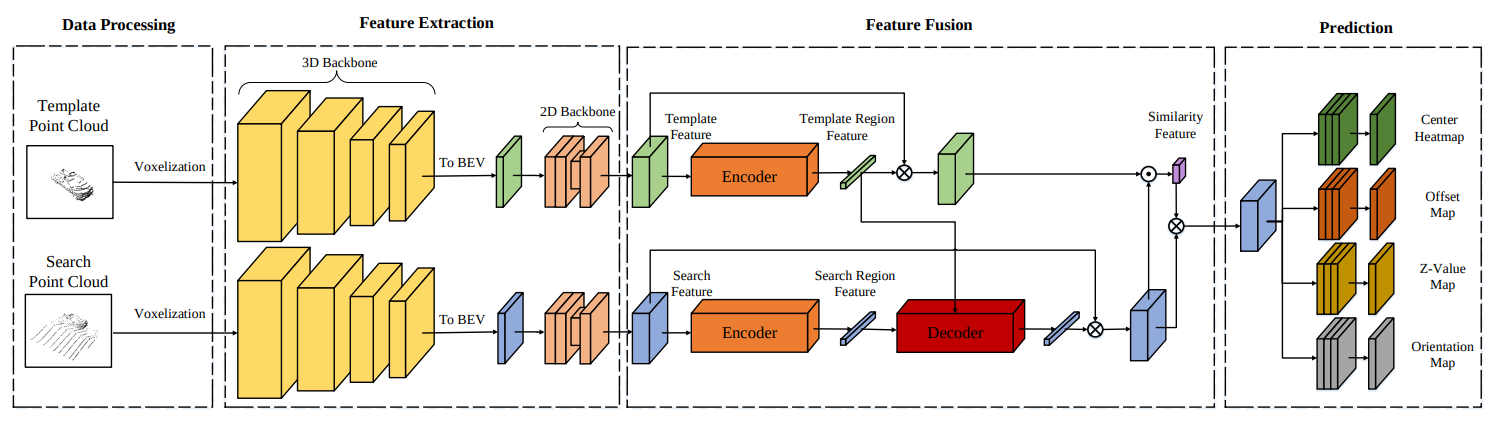 Data Processing
Feature Extraction
Feature Fusion
Prediction
Template
Point Cloud
Voxelization
Search
Point Cloud
Voxelization
3D Backbone
To BEV
2D Backbone
To BEV
Template
Feature
Encoder
Template Region
Feature
Search
Feature
Encoder
Search Region
Feature
Decoder
Similarity
Feature
Center
Heatmap
Offset
Map
Z-Value
Map
Orientation
Map